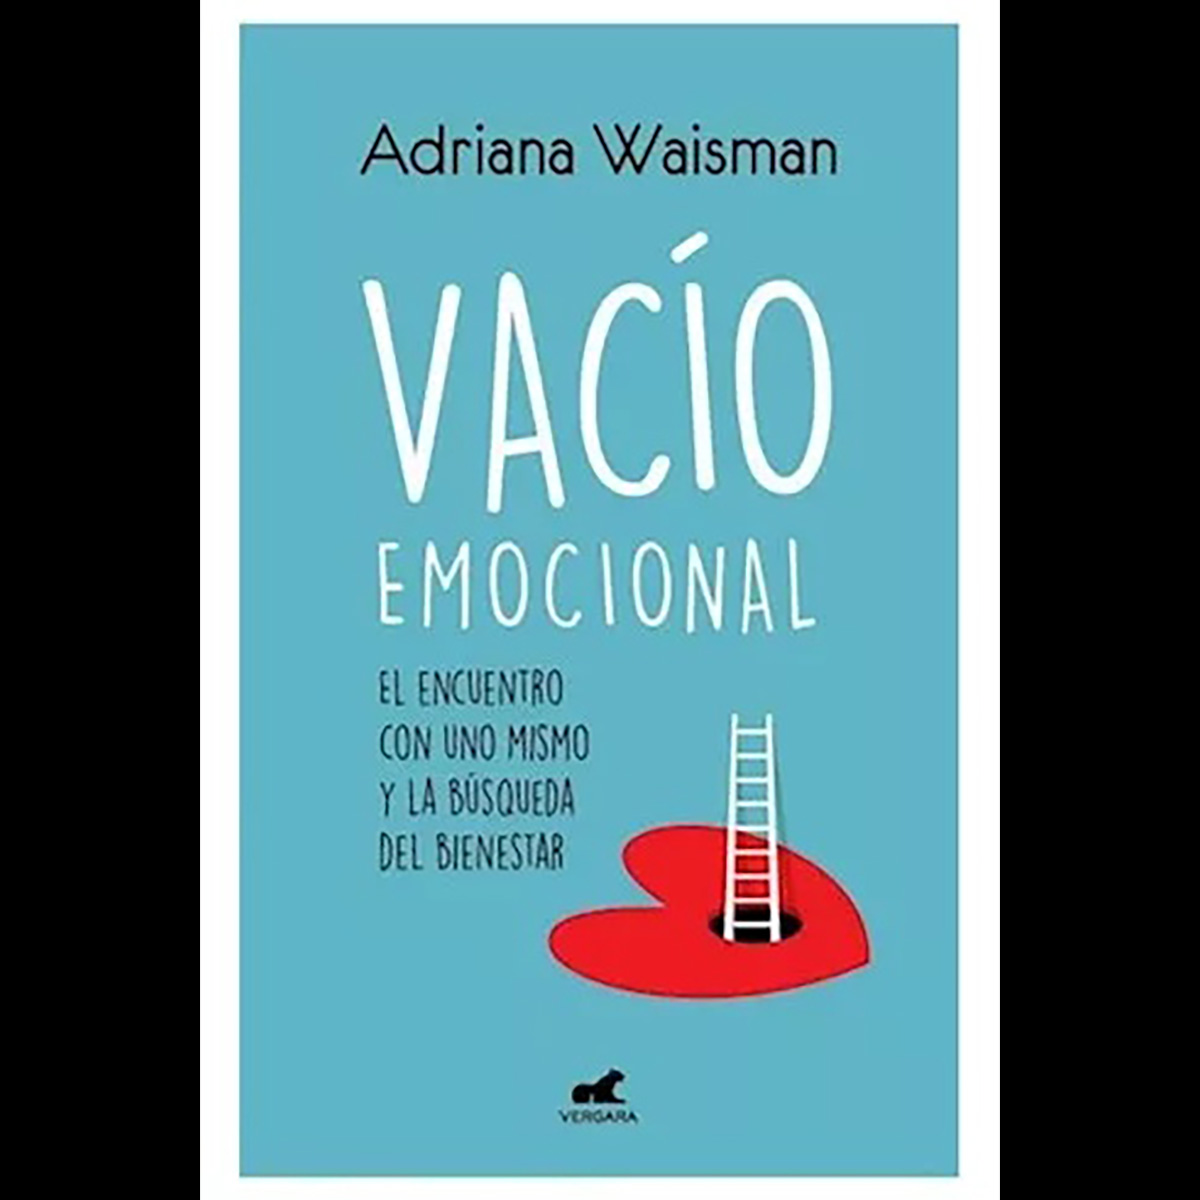 Adriana Waisman
VACÍO
EMOCIONAL
EL ENCUENTRO
CON UNO MISMO
Y LA BÚSQUEDA
DEL BIENESTAR
VERGARA